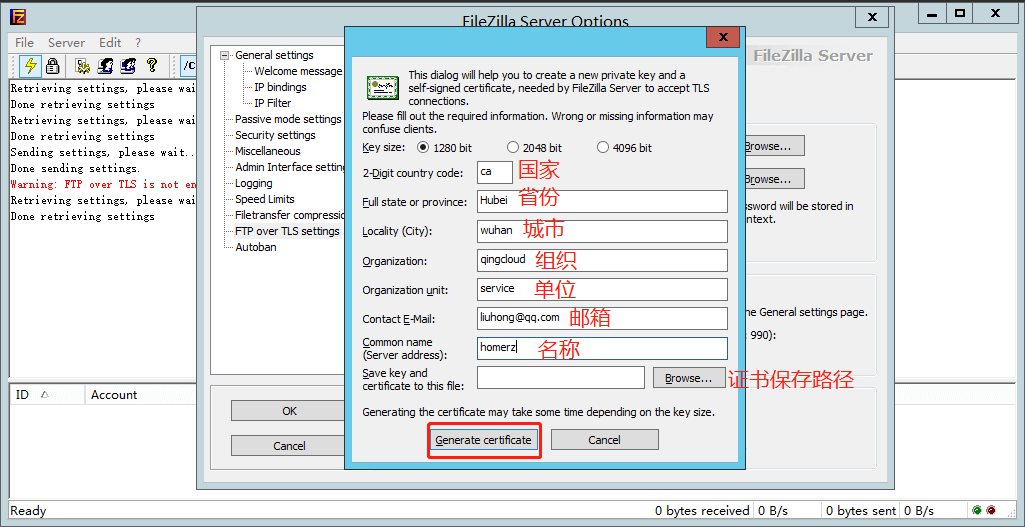 FileZilla Server Options
File Server Edit ?
/C
Retrieving settings, please wai
Done retrieving settings
Retrieving settings, please wai
Done retrieving settings
Sending settings, please wait..
Done sending settings.
Warning: FTP over TLS is not en
Retrieving settings, please wai
Done retrieving settings
General settings
Welcome message
IP bindings
IP Filter
Passive mode settings
Security settings
Miscellaneous
Admin Interface setting
Logging
Speed Limits
Filetransfer compressio
FTP over TLS settings
Autoban
OK
Cancel
FileZilla Server
Browse...
Browse...
ssword will be stored in
ntext.
he General settings page.
990):
This dialog will help you to create a new private key and a
self-signed certificate, needed by FileZilla Server to accept TLS
connections.
Please fill out the required information. Wrong or missing information may
confuse clients.
Key size: 1280 bit 2048 bit 4096 bit
2-Digit country code: ca 国家
Full state or province: Hubei 省份
Locality (City): wuhan 城市
Organization: qingcloud 组织
Organization unit: service 单位
Contact E-Mail: liuhong@qq.com 邮箱
Common name
(Server address): homerz 名称
Save key and
certificate to this file: Browse... 证书保存路径
Generating the certificate may take some time depending on the key size.
Generate certificate Cancel
ID Account
Ready 0 bytes received 0 B/s 0 bytes sent 0 B/s